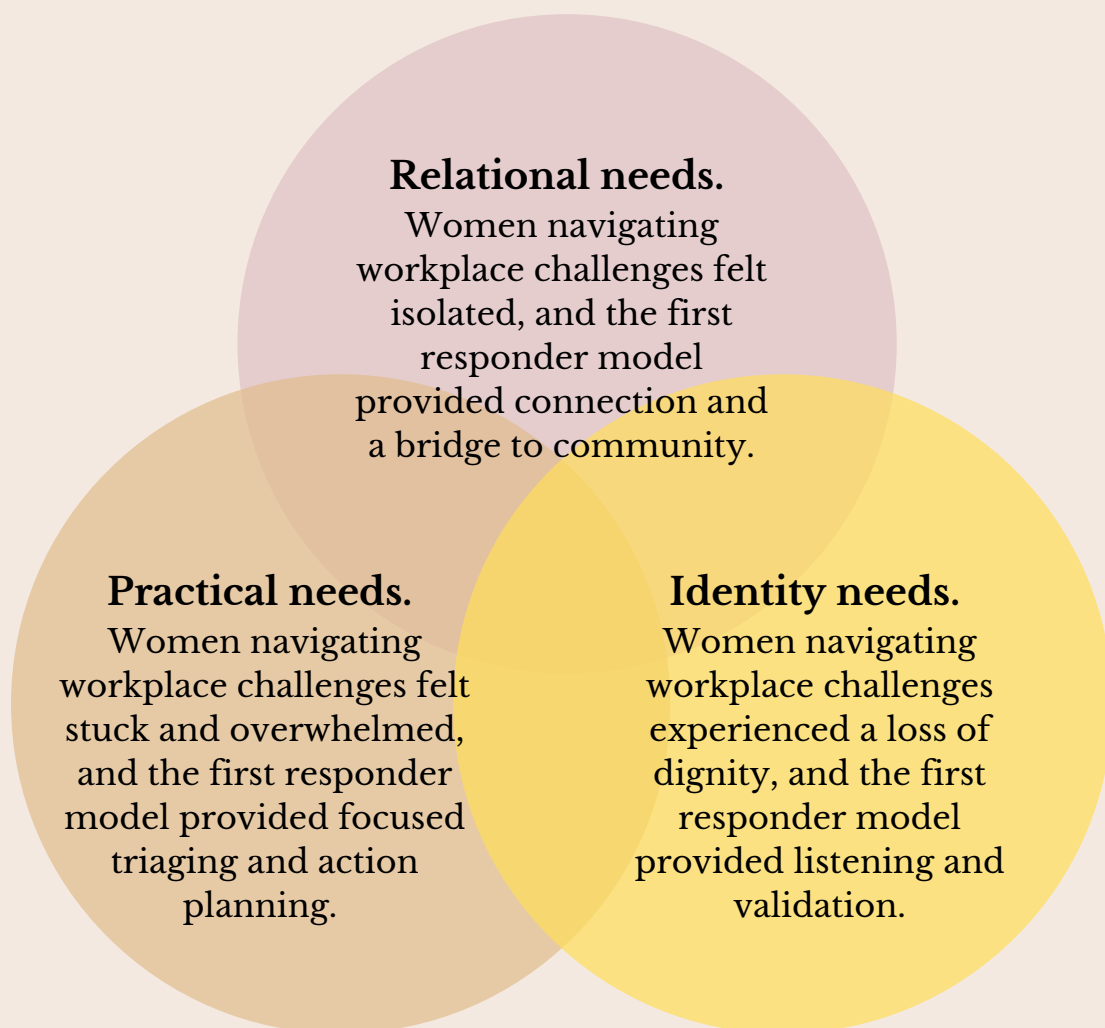 Relational needs.
Women navigating
workplace challenges felt
isolated, and the first
responder model
provided connection and
a bridge to community.
Practical needs.
Women navigating
workplace challenges felt
stuck and overwhelmed,
and the first responder
model provided focused
triaging and action
planning.
Identity needs.
Women navigating
workplace challenges
experienced a loss of
dignity, and the first
responder model
provided listening and
validation.